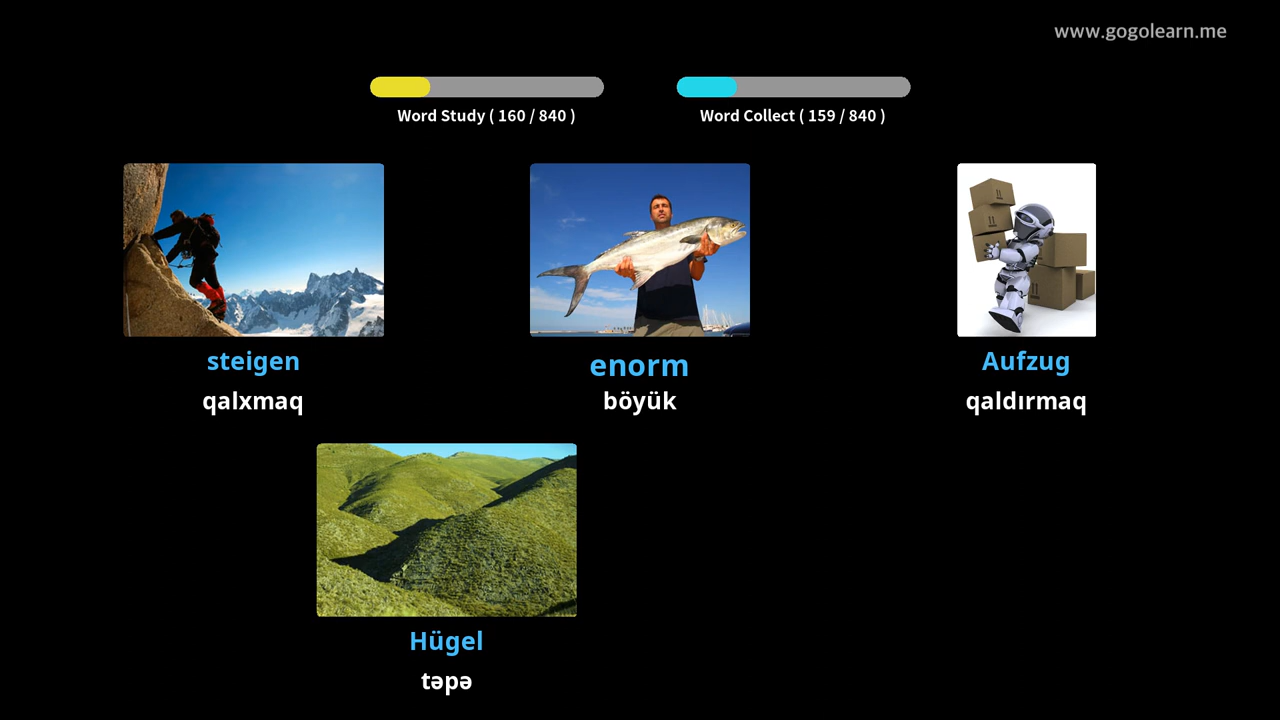 www.gogolearn.me
Word Study ( 160 / 840 )
Word Collect ( 159 / 840 )
steigen
qalxmaq
enorm
böyük
Aufzug
qaldırmaq
Hügel
təpə